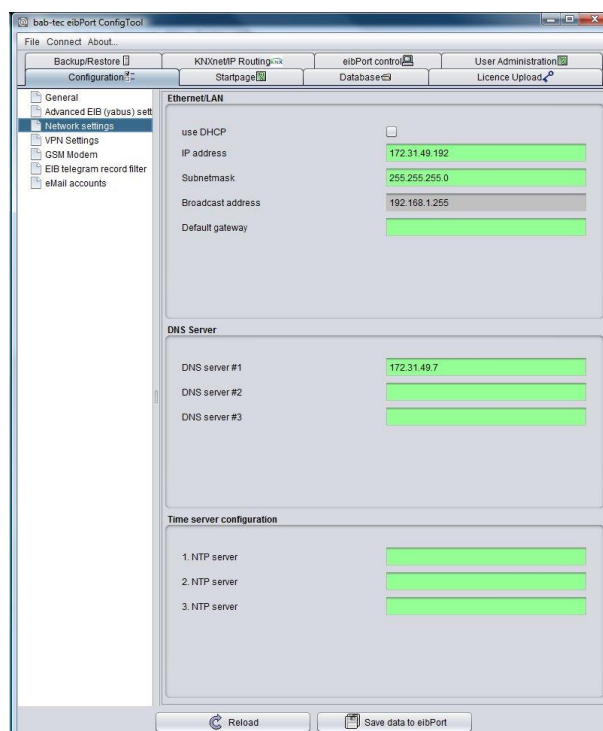 bab-tec eibPort ConfigTool
File Connect About...
Backup/Restore KNXnet/IP Routing KNX eibPort control User Administration
Configuration Startpage Database Licence Upload
General
Advanced EIB (yabus) sett
Network settings
VPN Settings
GSM Modem
EIB telegram record filter
eMail accounts
Ethernet/LAN
use DHCP
IP address 172.31.49.192
Subnetmask 255.255.255.0
Broadcast address 192.168.1.255
Default gateway
DNS Server
DNS server #1 172.31.49.7
DNS server #2
DNS server #3
Time server configuration
1. NTP server
2. NTP server
3. NTP server
Reload Save data to eibPort